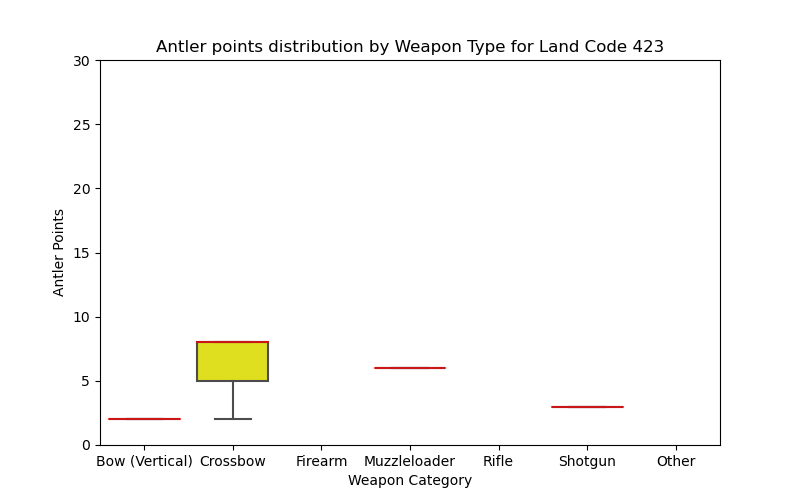 Antler points distribution by Weapon Type for Land Code 423
30
25
20
15
10
5
0
Antler Points
Bow (Vertical) Crossbow Firearm Muzzleloader Rifle Shotgun Other
Weapon Category